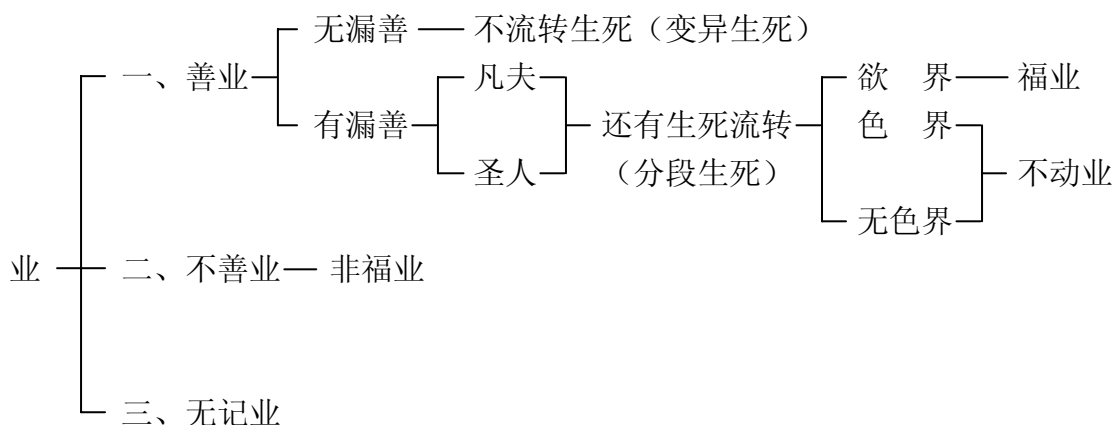 无漏善 不流转生死（变异生死）
一、善业 凡夫 欲　界 福业
有漏善 还有生死流转 色　界
圣人 （分段生死） 不动业
无色界
业 二、不善业 非福业
三、无记业